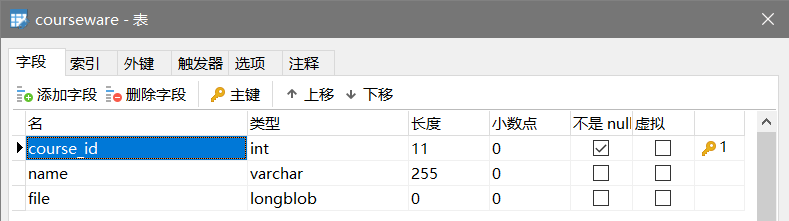 courseware - 表
字段 索引 外键 触发器 选项 注释
添加字段 删除字段 主键 上移 下移
名 类型 长度 小数点 不是 null 虚拟
course_id int 11 0 1
name varchar 255 0
file longblob 0 0